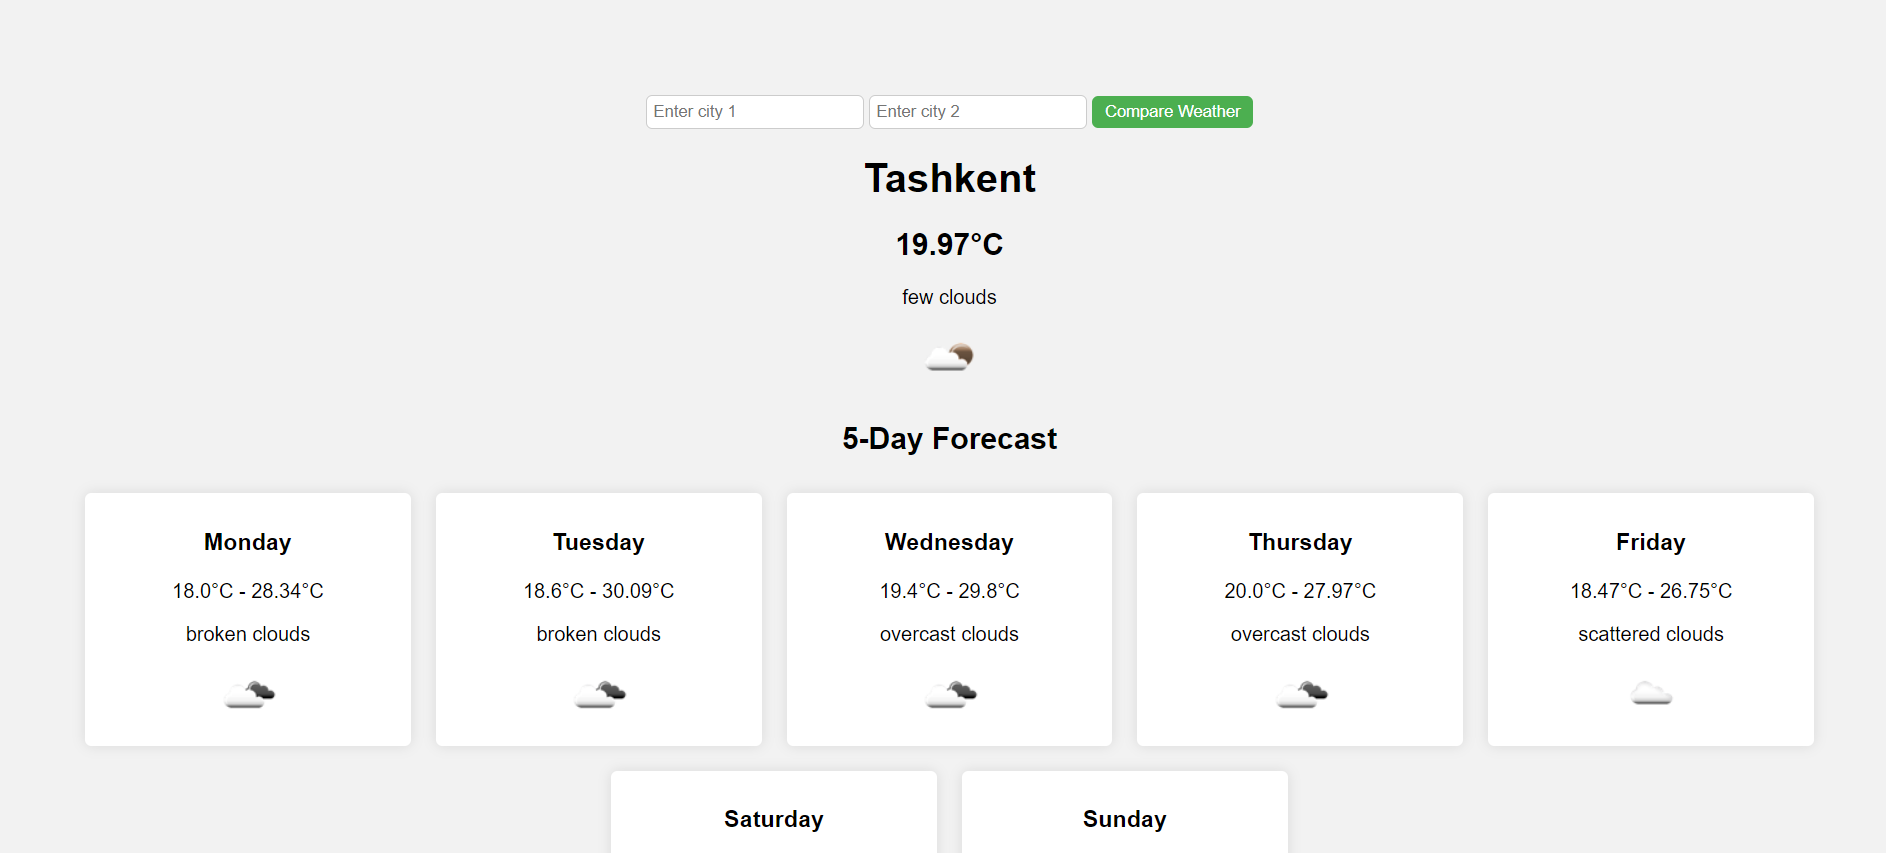 Enter city 1 Enter city 2 Compare Weather
Tashkent
19.97°C
few clouds
5-Day Forecast
Monday
18.0°C - 28.34°C
broken clouds
Tuesday
18.6°C - 30.09°C
broken clouds
Wednesday
19.4°C - 29.8°C
overcast clouds
Thursday
20.0°C - 27.97°C
overcast clouds
Friday
18.47°C - 26.75°C
scattered clouds
Saturday
Sunday